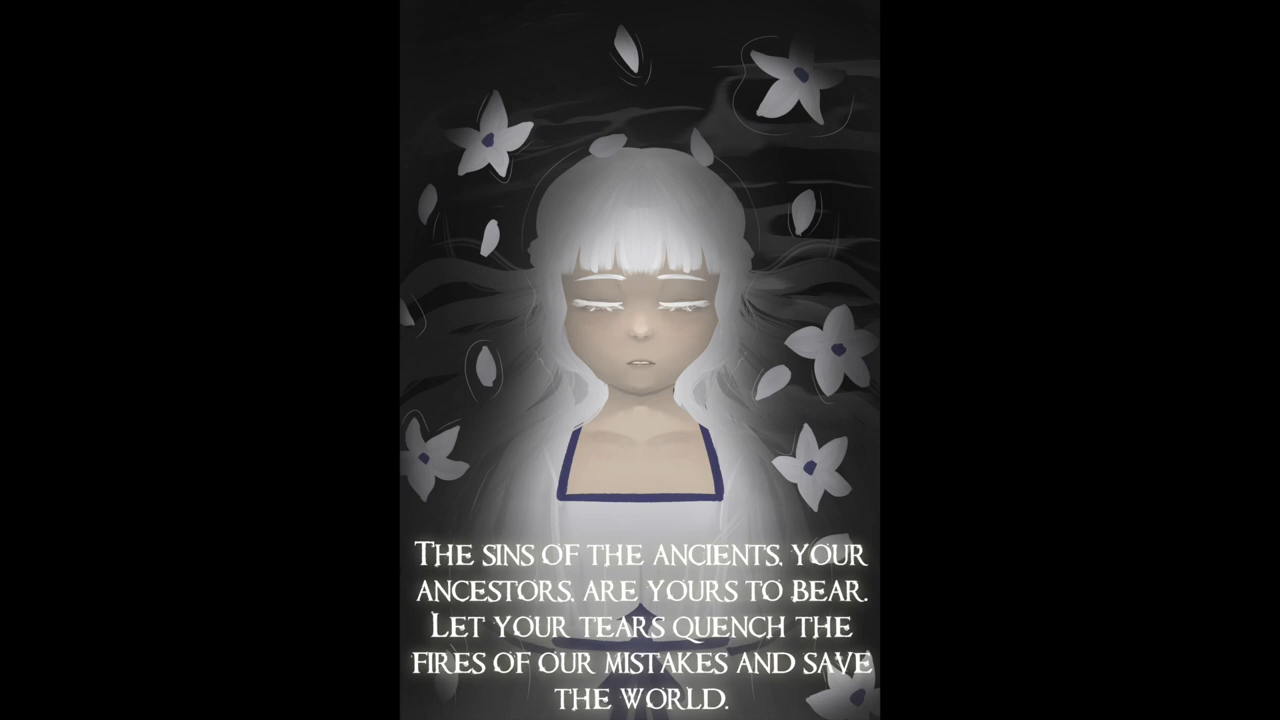 The sins of the ancients, your
ancestors, are yours to bear.
Let your tears quench the
fires of our mistakes and save
the world.